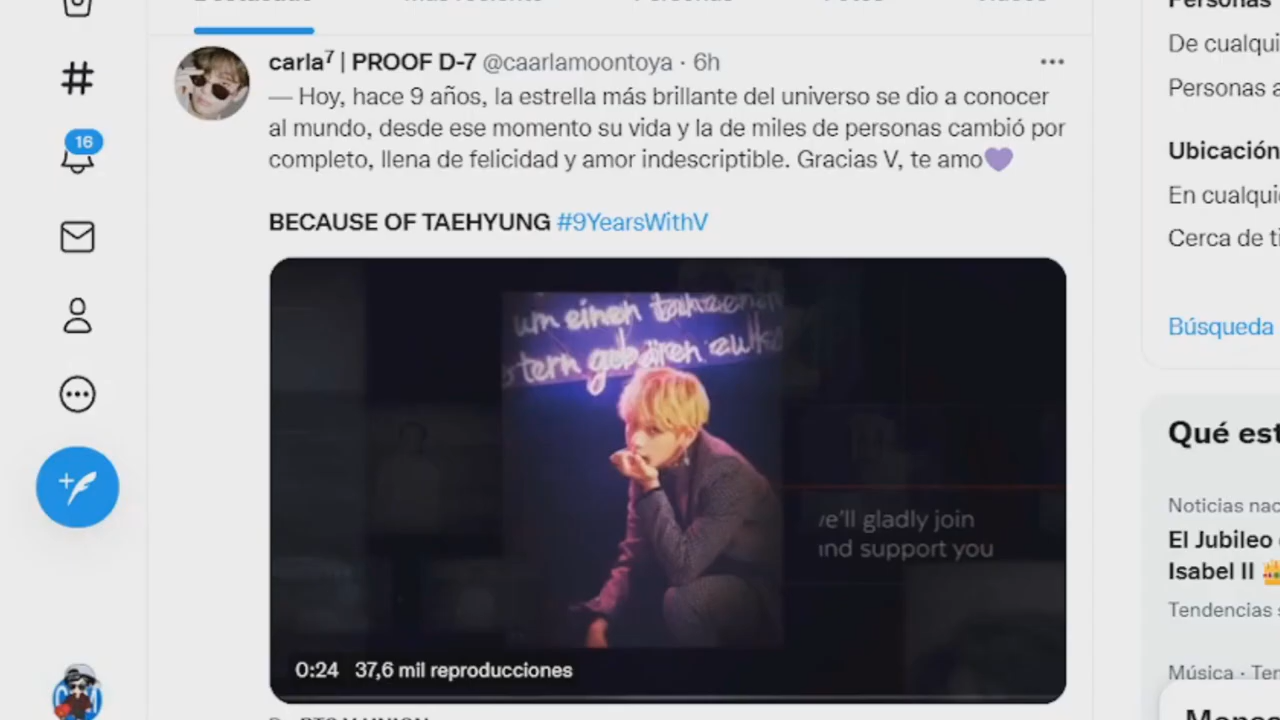 carla⁷ | PROOF D-7 @caarlamoontoya · 6h
— Hoy, hace 9 años, la estrella más brillante del universo se dio a conocer
al mundo, desde ese momento su vida y la de miles de personas cambió por
completo, llena de felicidad y amor indescriptible. Gracias V, te amo💜
BECAUSE OF TAEHYUNG #9YearsWithV
um einen
stern gebären
e'll gladly join
nd support you
0:24 37,6 mil reproducciones
16
Personas
De cualqui
Personas a
Ubicación
En cualqui
Cerca de ti
Búsqueda
Qué est
Noticias nac
El Jubileo
Isabel II 👑
Tendencias s
Música · Ten